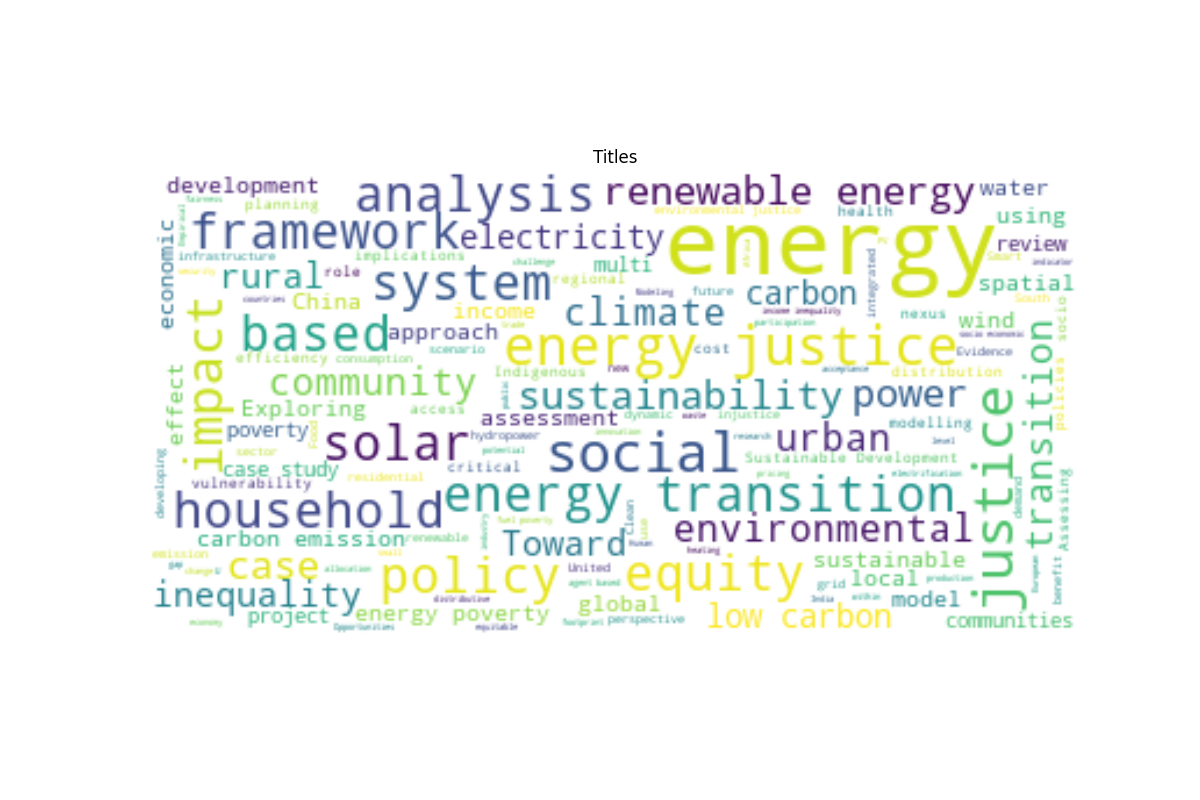 Titles
development
fairness
planning
analysis
renewable energy
water
framework
electricity
environmental justice
health
using
economic
energy
review
infrastructure
implications
challenge
multi
integrated
Smart
indicator
security
rural
role
system
regional
Modeling
future
carbon
spatial
countries
China
income
climate
income inequality
nexus
South
wind
socio
based
approach
trade
participation
socio economic
impact
efficiency
consumption
scenario
energy justice
cost
Evidence
effect
community
Indigenous
new
acceptance
distribution
policies
transition
Exploring
access
sustainability
power
justice
poverty
Food
assessment
dynamic
waste
injustice
modelling
sector
solar
hydropower
innovation
research
urban
level
potential
social
case study
critical
Sustainable Development
vulnerability
residential
pricing
electrification
developing
household
energy transition
demand
Assessing
industry
fuel poverty
Clean
use
environmental
carbon emission
renewable
Toward
Human
heating
emission
small
sustainable
gap
change
case
allocation
policy
United
agent based
equity
grid
local
production
European
benefit
inequality
distributive
India
within
model
project
energy poverty
global
low carbon
economy
Opportunities
equitable
footprint
perspective
communities